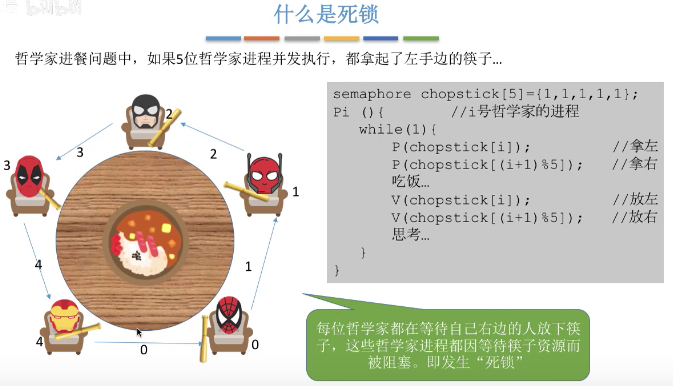 bilibili
什么是死锁
哲学家进餐问题中，如果5位哲学家进程并发执行，都拿起了左手边的筷子…
semaphore chopstick[5]={1,1,1,1,1};
Pi (){ //i号哲学家的进程
while(1){
P(chopstick[i]); //拿左
P(chopstick[(i+1)%5]); //拿右
吃饭…
V(chopstick[i]); //放左
V(chopstick[(i+1)%5]); //放右
思考…
}
}
2
3
2
3
1
4
1
4
0
0
每位哲学家都在等待自己右边的人放下筷
子，这些哲学家进程都因等待筷子资源而
被阻塞。即发生“死锁”